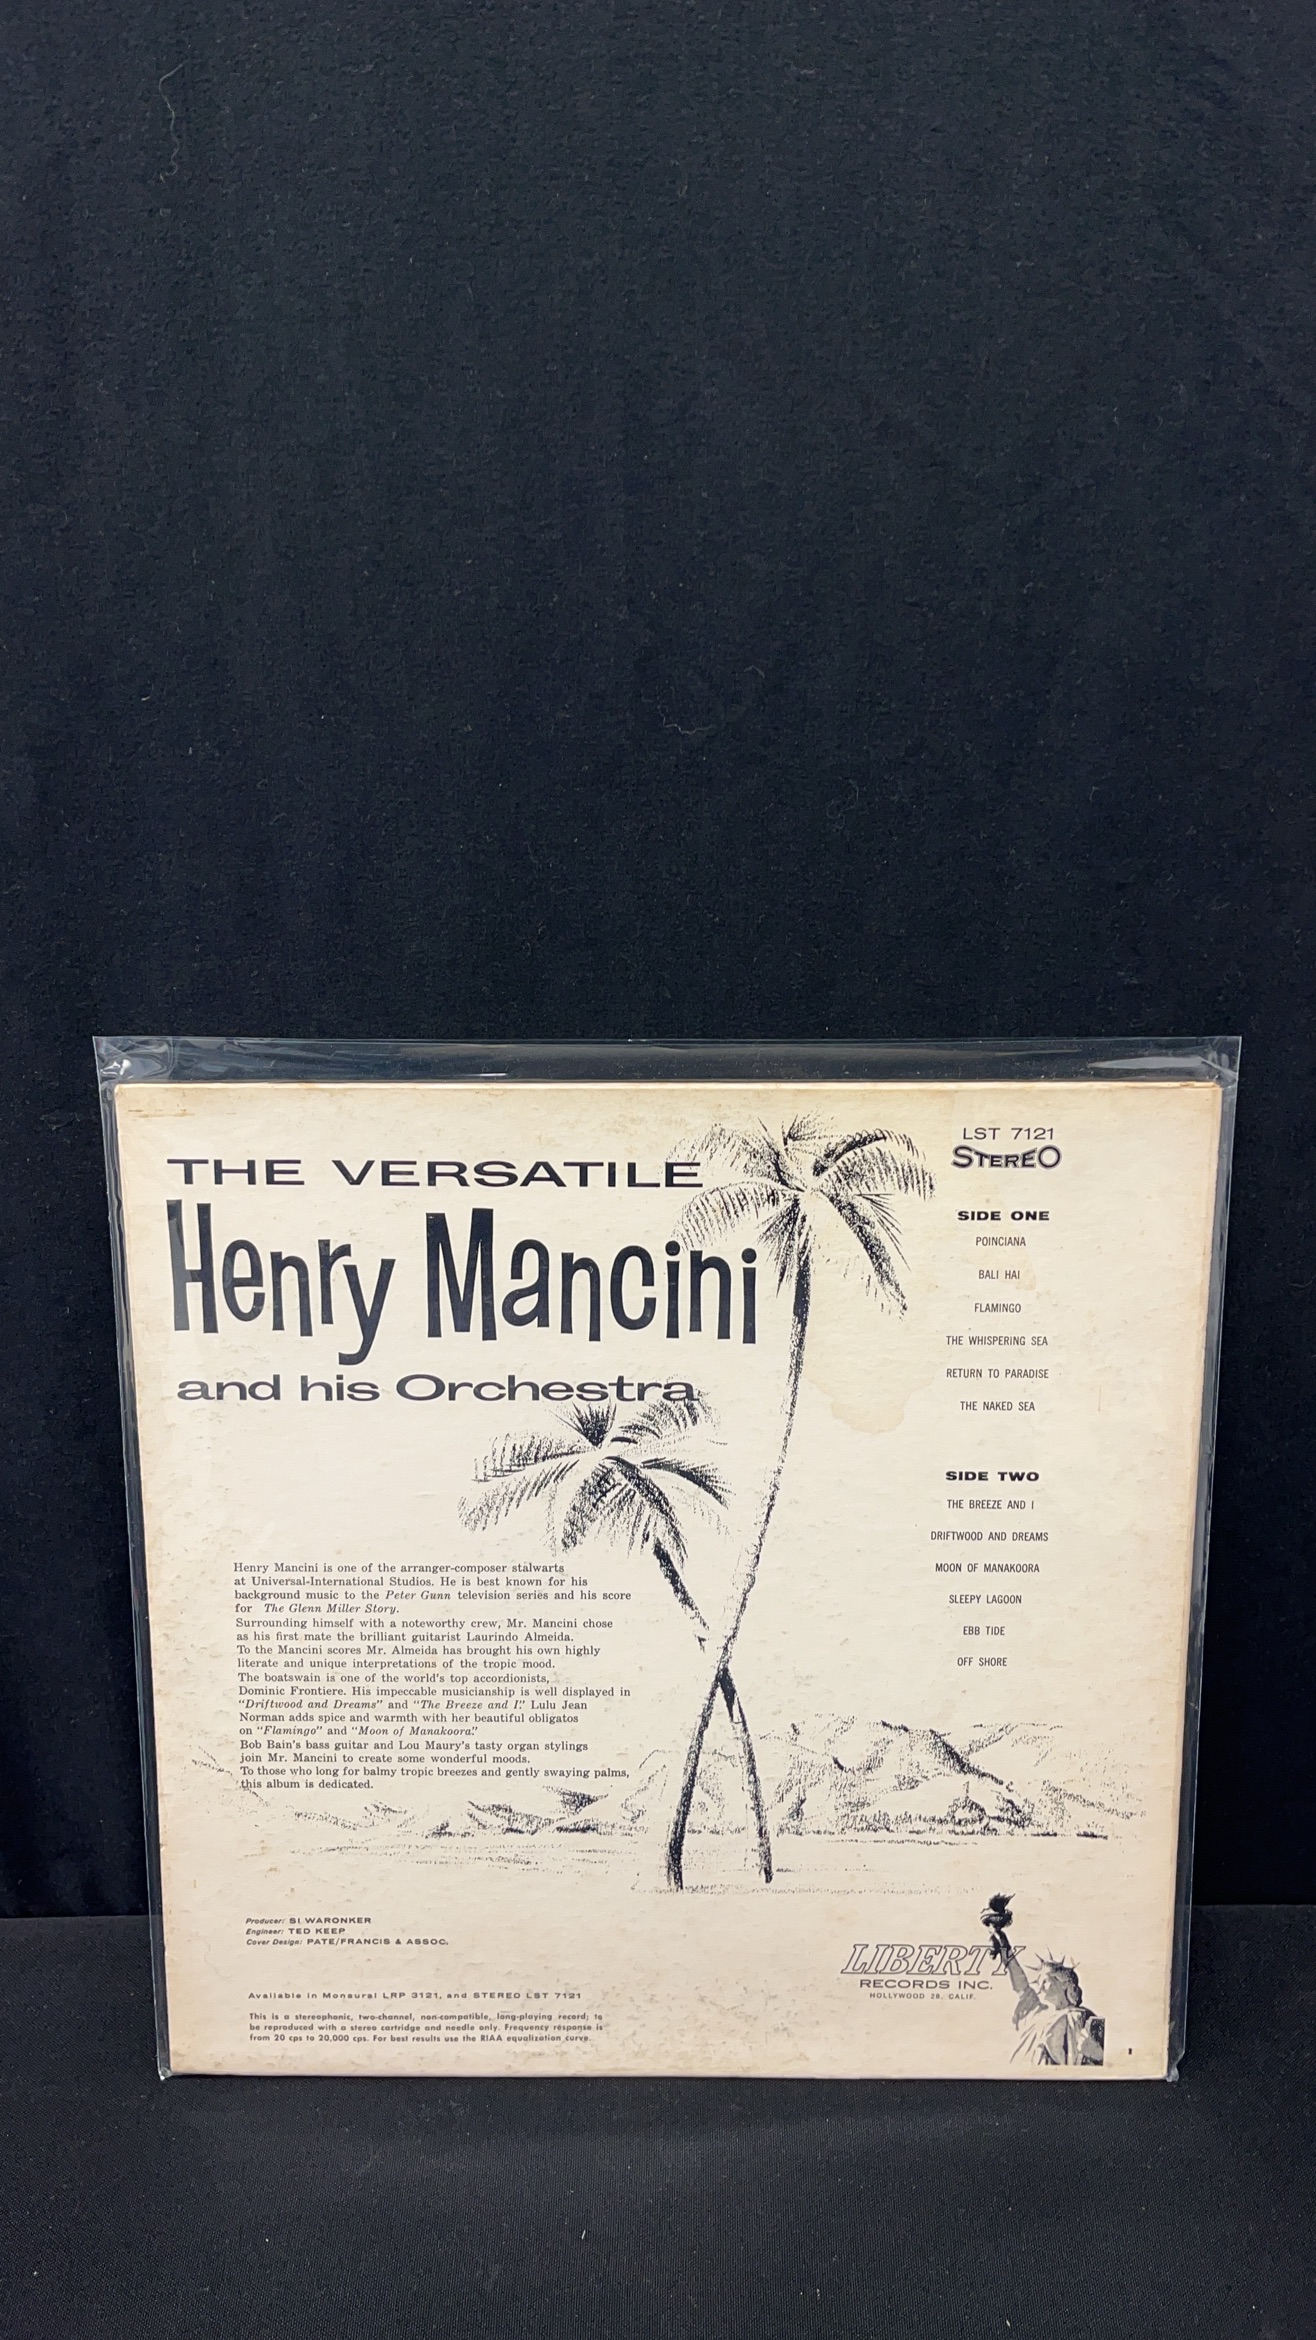 THE VERSATILE
Henry Mancini
and his Orchestra
LST 7121
STEREO
SIDE ONE
POINCIANA
BALI HAI
FLAMINGO
THE WHISPERING SEA
RETURN TO PARADISE
THE NAKED SEA
SIDE TWO
THE BREEZE AND I
DRIFTWOOD AND DREAMS
MOON OF MANAKOORA
SLEEPY LAGOON
EBB TIDE
OFF SHORE
Henry Mancini is one of the arranger-composer stalwarts
at Universal-International Studios. He is best known for his
background music to the Peter Gunn television series and his score
for The Glenn Miller Story.
Surrounding himself with a noteworthy crew, Mr. Mancini chose
as his first mate the brilliant guitarist Laurindo Almeida.
To the Mancini scores Mr. Almeida has brought his own highly
literate and unique interpretations of the tropic mood.
The boatswain is one of the world's top accordionists,
Dominic Frontiere. His impeccable musicianship is well displayed in
"Driftwood and Dreams" and "The Breeze and I." Lulu Jean
Norman adds spice and warmth with her beautiful obligatos
on "Flamingo" and "Moon of Manakoora."
Bob Bain's bass guitar and Lou Maury's tasty organ stylings
join Mr. Mancini to create some wonderful moods.
To those who long for balmy tropic breezes and gently swaying palms,
this album is dedicated.
Producer: SI WARONKER
Engineer: TED KEEP
Cover Design: PATE/FRANCIS & ASSOC.
Available in Monaural LRP 3121, and STEREO LST 7121
This is a stereophonic, two-channel, non-compatible, long-playing record; to
be reproduced with a stereo cartridge and needle only. Frequency response is
from 20 cps to 20,000 cps. For best results use the RIAA equalization curve.
LIBERTY
RECORDS INC.
HOLLYWOOD 28, CALIF.